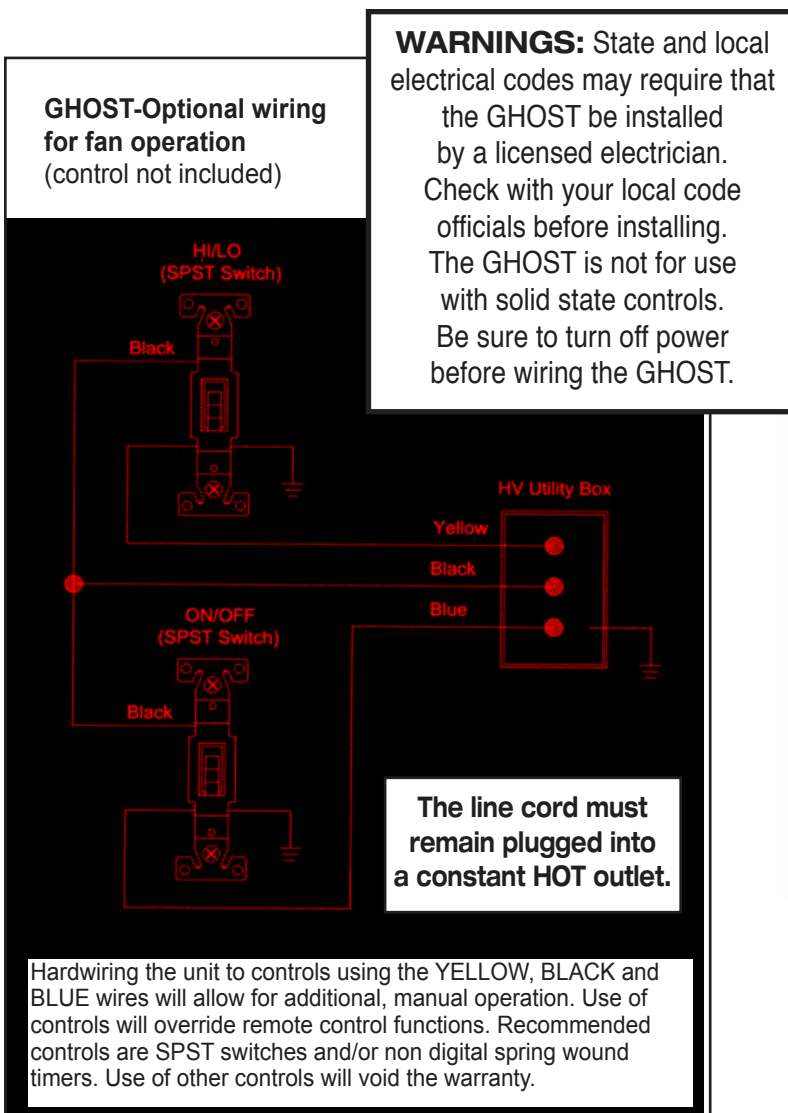 GHOST-Optional wiring
for fan operation
(control not included)
WARNINGS: State and local
electrical codes may require that
the GHOST be installed
by a licensed electrician.
Check with your local code
officials before installing.
The GHOST is not for use
with solid state controls.
Be sure to turn off power
before wiring the GHOST.
HI/LO
(SPST Switch)
Black
HV Utility Box
Yellow
Black
Blue
ON/OFF
(SPST Switch)
Black
The line cord must
remain plugged into
a constant HOT outlet.
Hardwiring the unit to controls using the YELLOW, BLACK and
BLUE wires will allow for additional, manual operation. Use of
controls will override remote control functions. Recommended
controls are SPST switches and/or non digital spring wound
timers. Use of other controls will void the warranty.